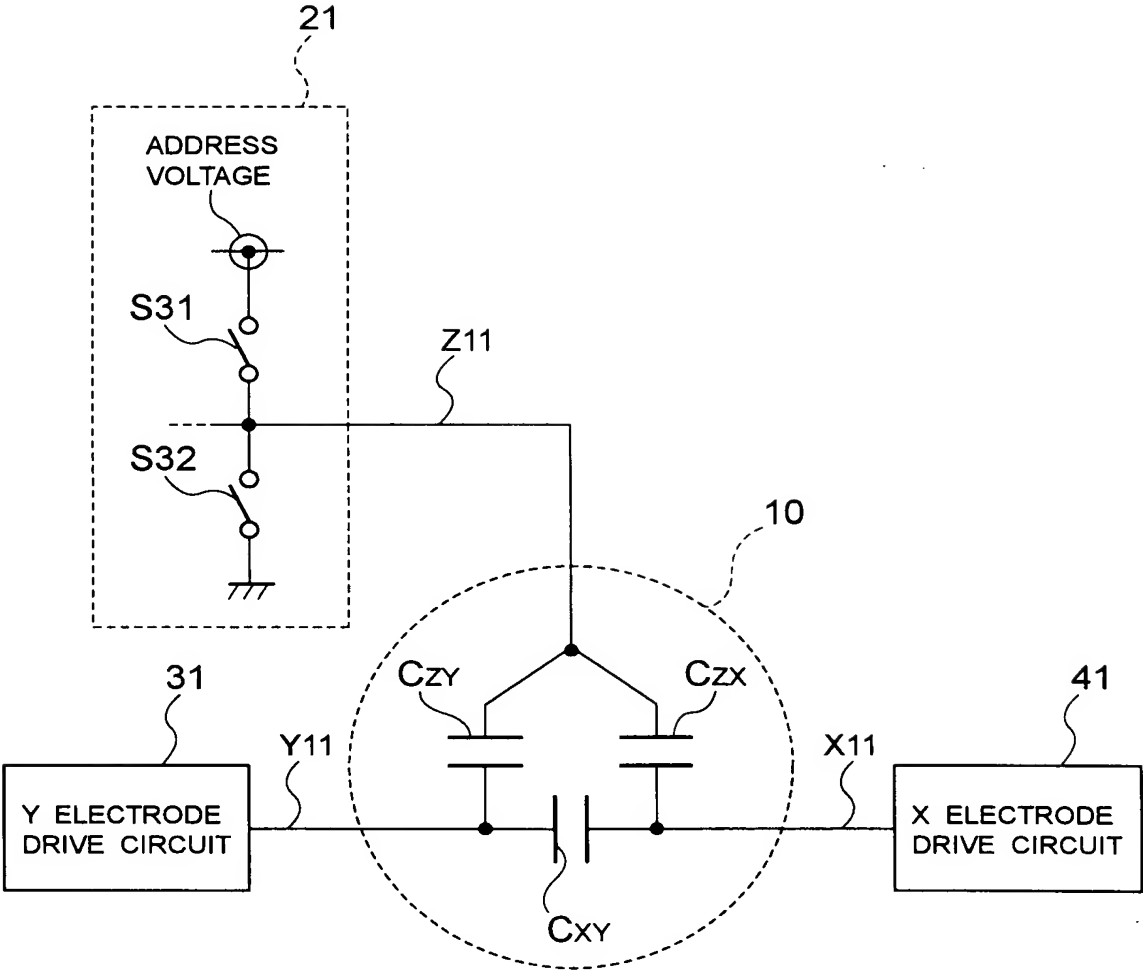 21
ADDRESS
VOLTAGE
S31
Z11
S32
10
CZY
CZX
31
41
Y11
X11
Y ELECTRODE
DRIVE CIRCUIT
X ELECTRODE
DRIVE CIRCUIT
CXY